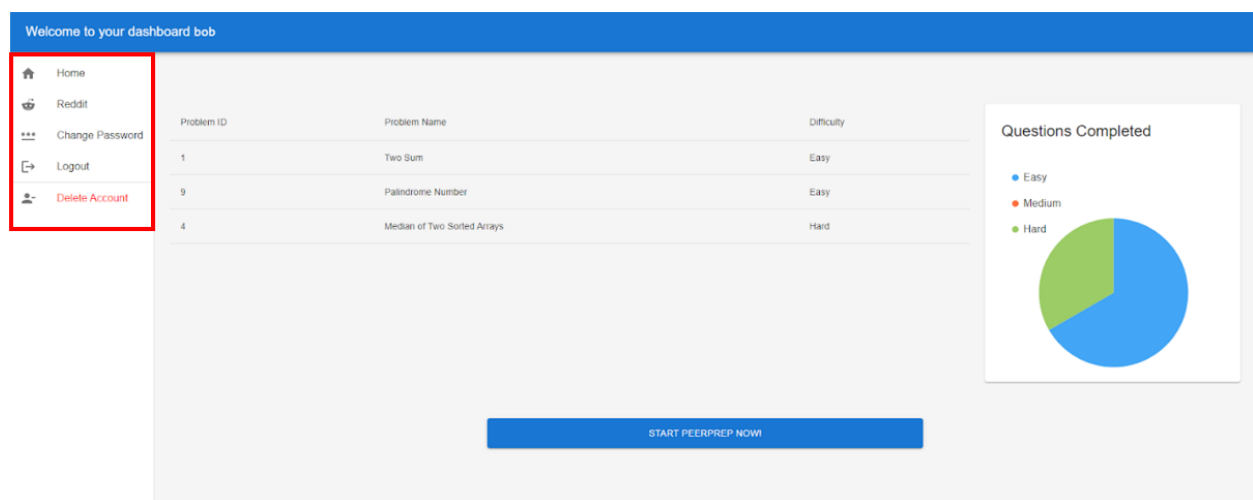 Welcome to your dashboard bob
Home
Reddit
Change Password
Logout
Delete Account
Problem ID Problem Name Difficulty
1 Two Sum Easy
9 Palindrome Number Easy
4 Median of Two Sorted Arrays Hard
Questions Completed
Easy
Medium
Hard
START PEERPREP NOW!